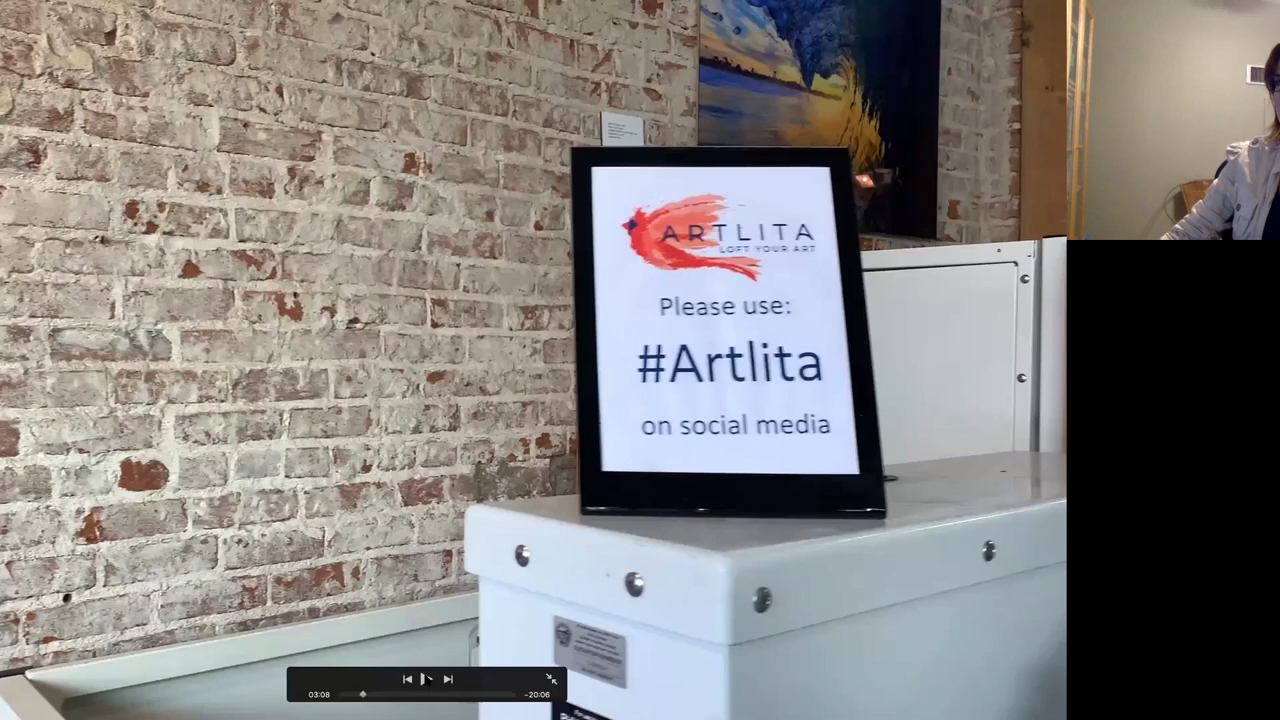 ARTLITA
LOFT YOUR ART
Please use:
#Artlita
on social media
03:08
-20:06